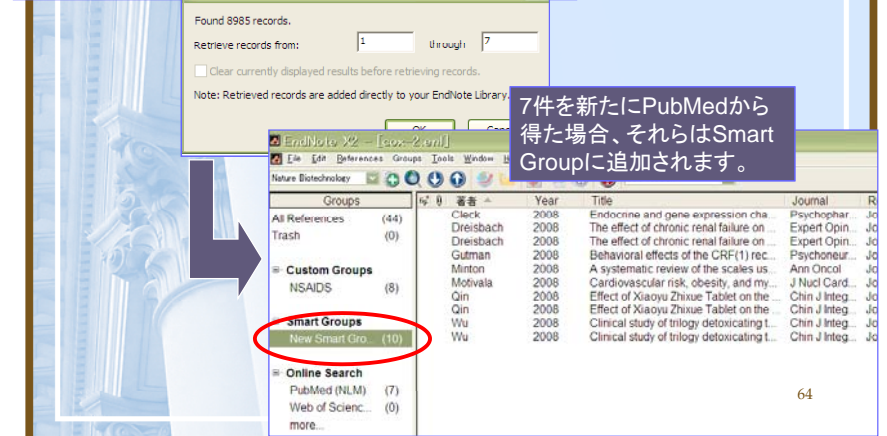 Found 8985 records.
Retrieve records from: 1 through 7
Clear currently displayed results before retrieving records.
Note: Retrieved records are added directly to your EndNote Library.
7件を新たにPubMedから
得た場合、それらはSmart
Groupに追加されます。
EndNote X2 - [cox-2.enl]
File Edit References Groups Tools Window
Nature Biotechnology
Groups 著者 Year Title Journal
All References (44)
Trash (0)
Custom Groups
NSAIDS (8)
Smart Groups
New Smart Gro... (10)
Online Search
PubMed (NLM) (7)
Web of Scienc... (0)
more...
Cleck 2008 Endocrine and gene expression cha... Psychophar...
Dreisbach 2008 The effect of chronic renal failure on ... Expert Opin...
Dreisbach 2008 The effect of chronic renal failure on ... Expert Opin...
Gutman 2008 Behavioral effects of the CRF(1) rec... Psychoneur...
Minton 2008 A systematic review of the scales us... Ann Oncol
Motivala 2008 Cardiovascular risk, obesity, and my... J Nucl Card...
Qin 2008 Effect of Xiaoyu Zhixue Tablet on the ... Chin J Integ...
Qin 2008 Effect of Xiaoyu Zhixue Tablet on the ... Chin J Integ...
Wu 2008 Clinical study of trilogy detoxicating t... Chin J Integ...
Wu 2008 Clinical study of trilogy detoxicating t... Chin J Integ...
64